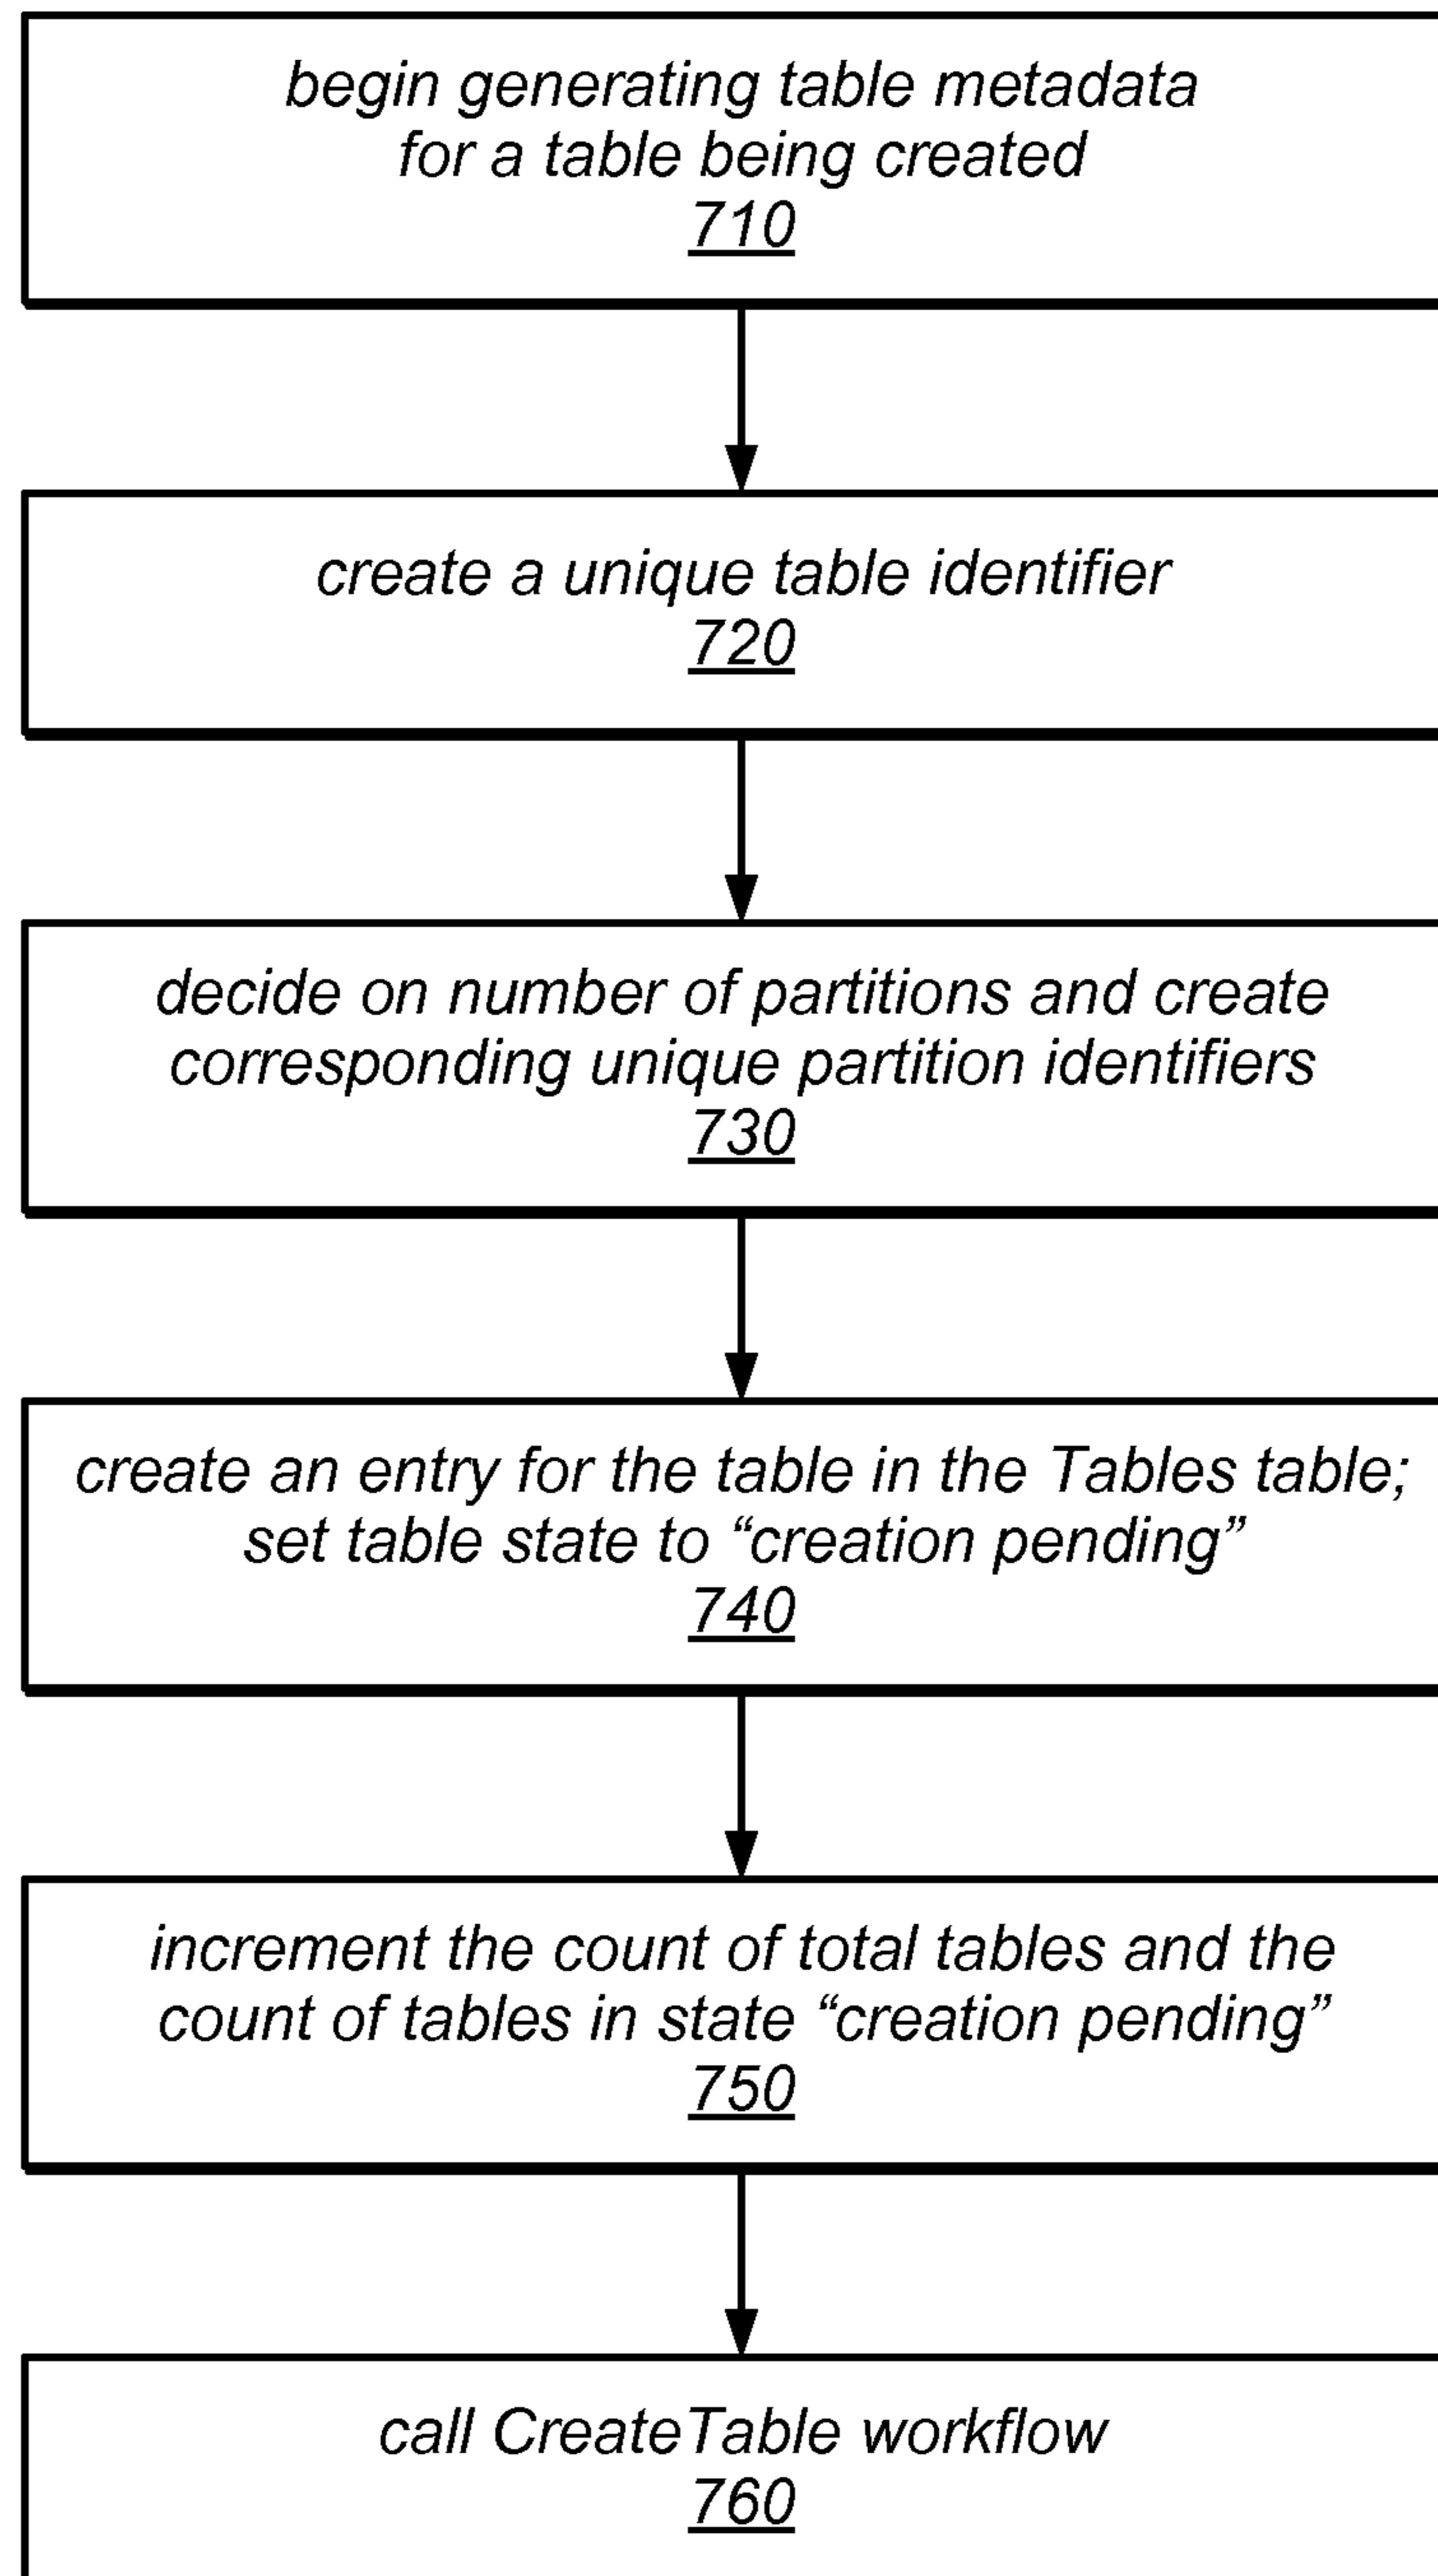 begin generating table metadata
for a table being created
710
create a unique table identifier
720
decide on number of partitions and create
corresponding unique partition identifiers
730
create an entry for the table in the Tables table;
set table state to “creation pending”
740
increment the count of total tables and the
count of tables in state “creation pending”
750
call CreateTable workflow
760